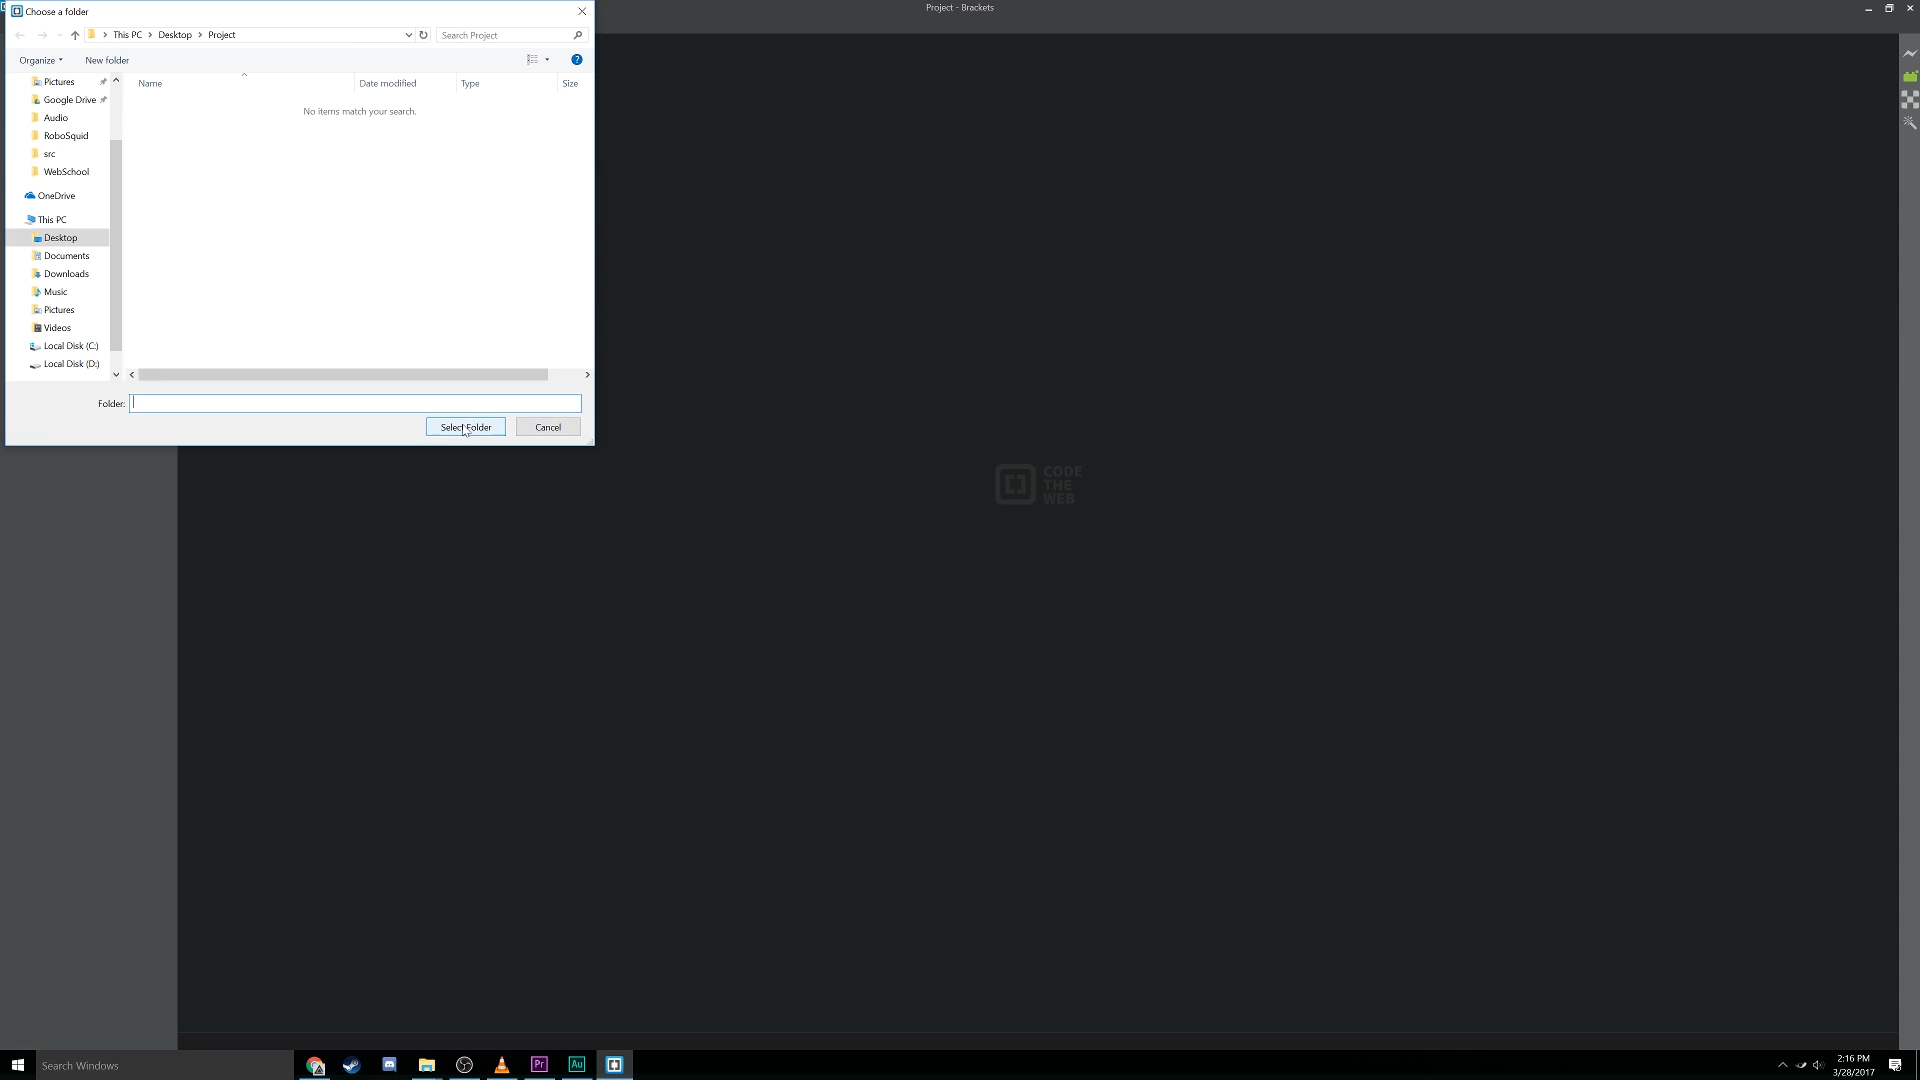 Choose a folder
Project - Brackets
This PC > Desktop > Project
Search Project
Organize
New folder
Name
Date modified
Type
Size
No items match your search.
Pictures
Google Drive
Audio
RoboSquid
src
WebSchool
OneDrive
This PC
Desktop
Documents
Downloads
Music
Pictures
Videos
Local Disk (C:)
Local Disk (D:)
Folder:
Select Folder
Cancel
CODE
THE
WEB
Search Windows
Pr
Au
2:16 PM
3/28/2017